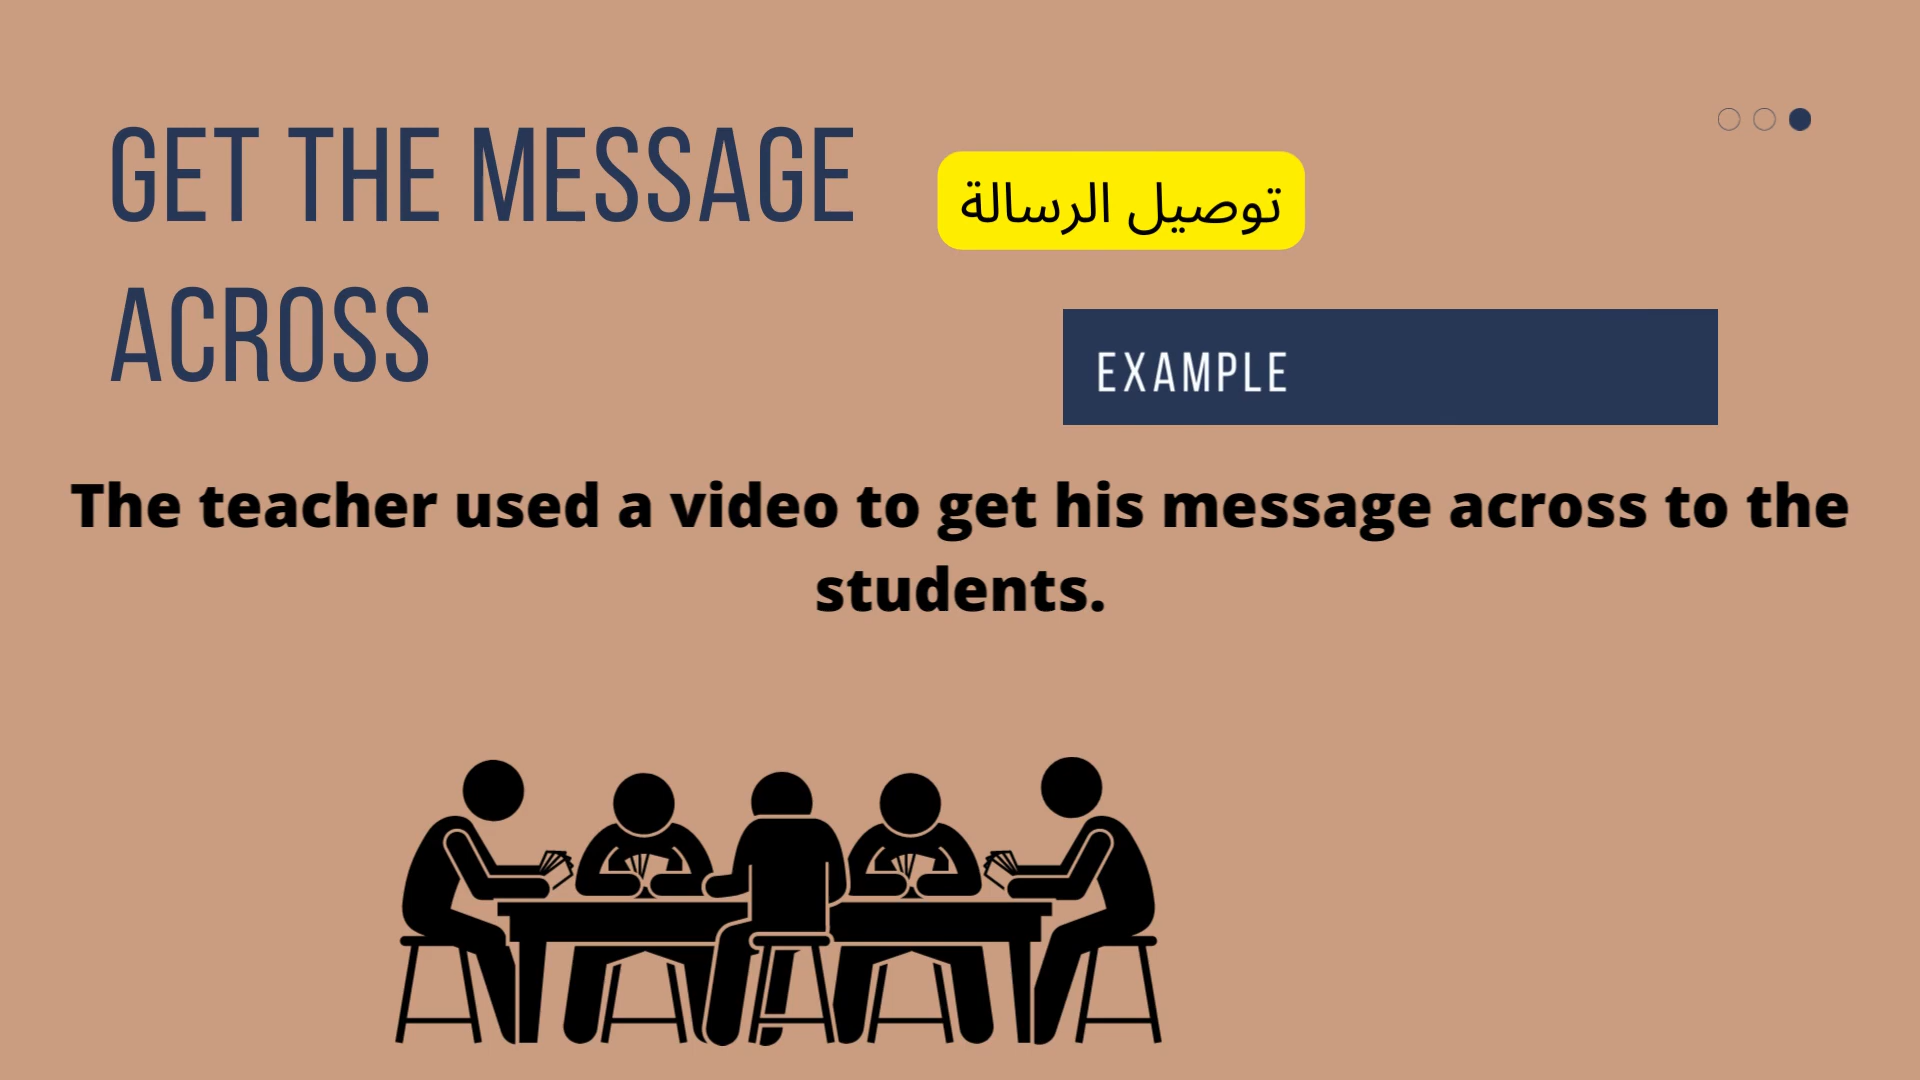 GET THE MESSAGE
ACROSS
توصيل الرسالة
EXAMPLE
The teacher used a video to get his message across to the
students.